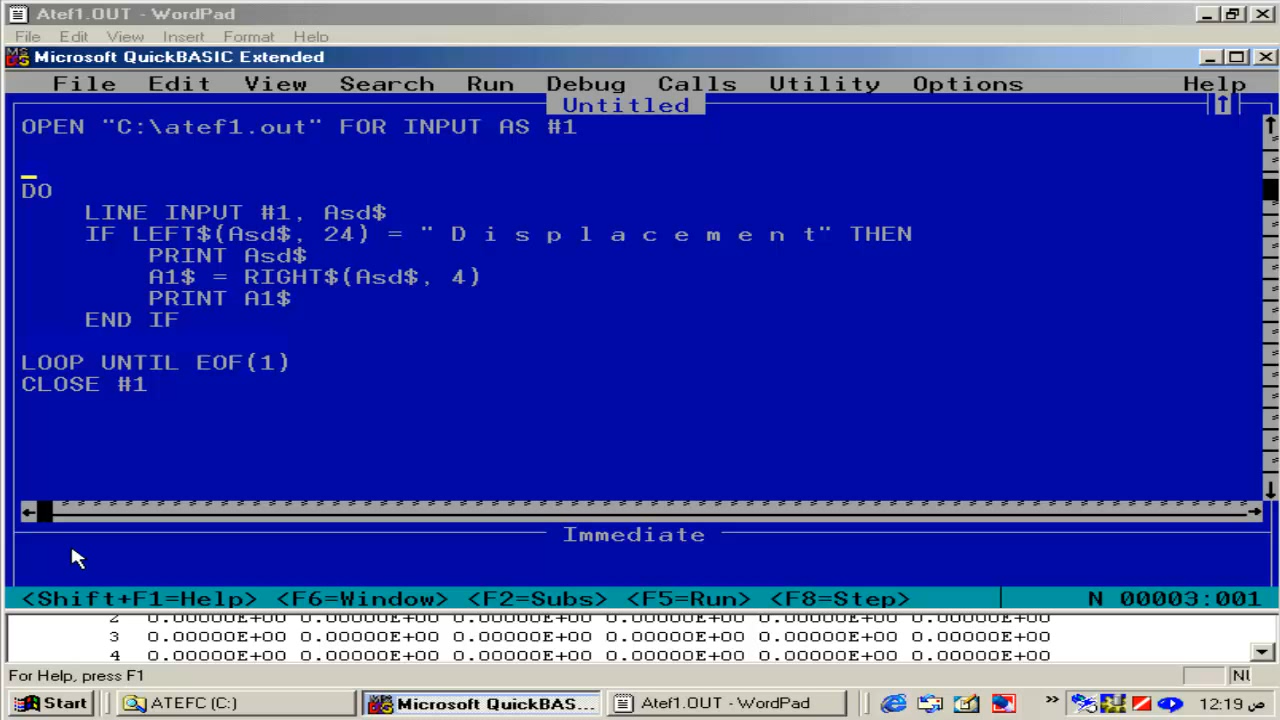 Atef1.OUT - WordPad
File Edit View Insert Format Help
Microsoft QuickBASIC Extended
File Edit View Search Run Debug Calls Utility Options Help
Untitled
OPEN "C:\atef1.out" FOR INPUT AS #1
DO
LINE INPUT #1, Asd$
IF LEFT$(Asd$, 24) = " D i s p l a c e m e n t" THEN
PRINT Asd$
A1$ = RIGHT$(Asd$, 4)
PRINT A1$
END IF
LOOP UNTIL EOF(1)
CLOSE #1
Immediate
<Shift+F1=Help> <F6=Window> <F2=Subs> <F5=Run> <F8=Step> N 00003:001
2 0.00000E+00 0.00000E+00 0.00000E+00 0.00000E+00 0.00000E+00 0.00000E+00
3 0.00000E+00 0.00000E+00 0.00000E+00 0.00000E+00 0.00000E+00 0.00000E+00
4 0.00000E+00 0.00000E+00 0.00000E+00 0.00000E+00 0.00000E+00 0.00000E+00
For Help, press F1
Start ATEFC (C:) Microsoft QuickBAS... Atef1.OUT - WordPad » 12:19 ص